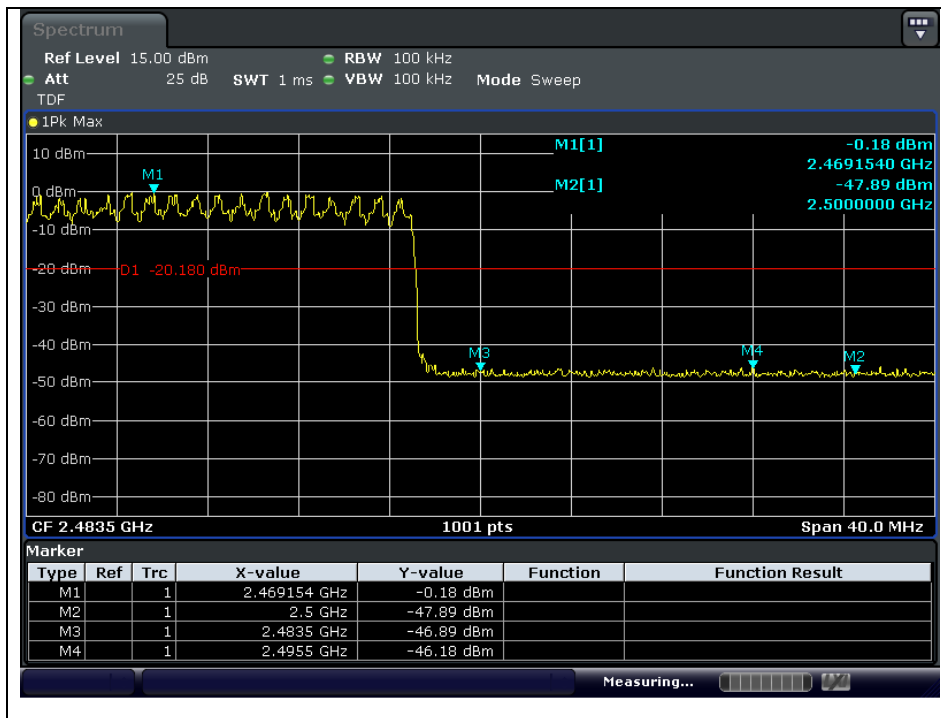 Spectrum
Ref Level 15.00 dBm RBW 100 kHz
Att 25 dB SWT 1 ms VBW 100 kHz Mode Sweep
TDF
1Pk Max
M1[1] -0.18 dBm
2.4691540 GHz
M2[1] -47.89 dBm
2.5000000 GHz
10 dBm
M1
0 dBm
-10 dBm
-20 dBm
D1 -20.180 dBm
-30 dBm
-40 dBm
M3
M4
M2
-50 dBm
-60 dBm
-70 dBm
-80 dBm
CF 2.4835 GHz 1001 pts Span 40.0 MHz
Marker
Type Ref Trc X-value Y-value Function Function Result
M1 1 2.469154 GHz -0.18 dBm
M2 1 2.5 GHz -47.89 dBm
M3 1 2.4835 GHz -46.89 dBm
M4 1 2.4955 GHz -46.18 dBm
Measuring...